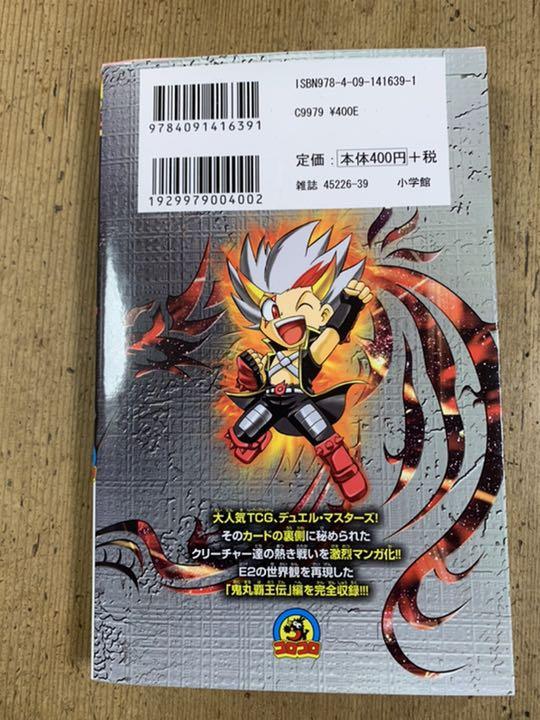 ISBN978-4-09-141639-1
C9979 ¥400E
9784091416391
定価:本体400円+税
雑誌 45226-39 小学館
1929979004002
大人気TCG、デュエル・マスターズ!
そのカードの裏側に秘められた
クリーチャー達の熱き戦いを激烈マンガ化!!
E2の世界観を再現した
「鬼丸覇王伝」編を完全収録!!!
コロコロ